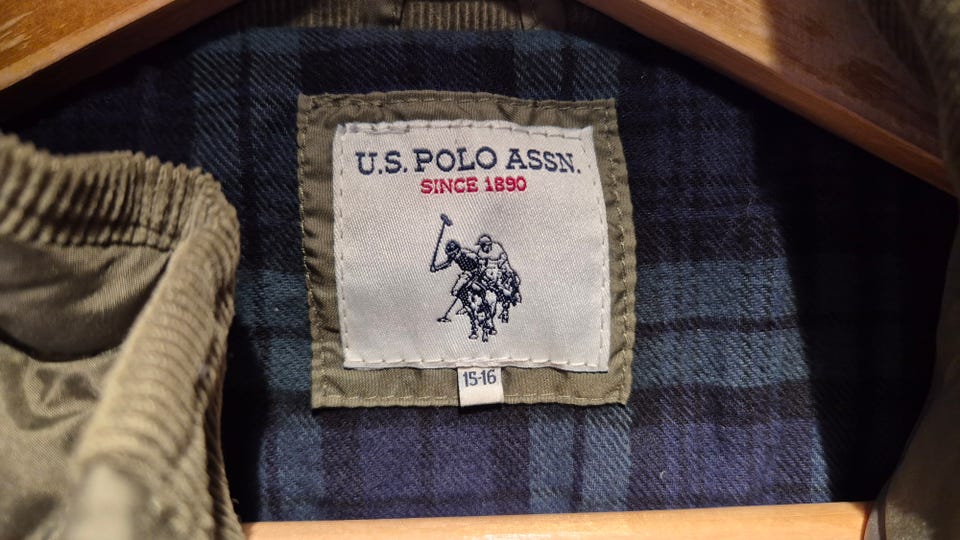 U.S. POLO ASSN.
SINCE 1890
15-16